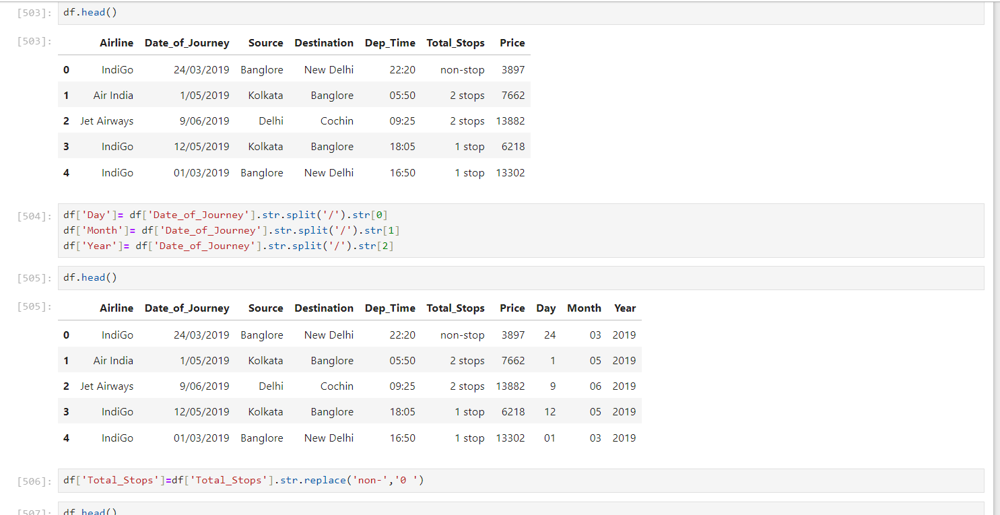 [503]: df.head()
[503]: Airline Date_of_Journey Source Destination Dep_Time Total_Stops Price
0 IndiGo 24/03/2019 Banglore New Delhi 22:20 non-stop 3897
1 Air India 1/05/2019 Kolkata Banglore 05:50 2 stops 7662
2 Jet Airways 9/06/2019 Delhi Cochin 09:25 2 stops 13882
3 IndiGo 12/05/2019 Kolkata Banglore 18:05 1 stop 6218
4 IndiGo 01/03/2019 Banglore New Delhi 16:50 1 stop 13302
[504]: df['Day']= df['Date_of_Journey'].str.split('/').str[0]
df['Month']= df['Date_of_Journey'].str.split('/').str[1]
df['Year']= df['Date_of_Journey'].str.split('/').str[2]
[505]: df.head()
[505]: Airline Date_of_Journey Source Destination Dep_Time Total_Stops Price Day Month Year
0 IndiGo 24/03/2019 Banglore New Delhi 22:20 non-stop 3897 24 03 2019
1 Air India 1/05/2019 Kolkata Banglore 05:50 2 stops 7662 1 05 2019
2 Jet Airways 9/06/2019 Delhi Cochin 09:25 2 stops 13882 9 06 2019
3 IndiGo 12/05/2019 Kolkata Banglore 18:05 1 stop 6218 12 05 2019
4 IndiGo 01/03/2019 Banglore New Delhi 16:50 1 stop 13302 01 03 2019
[506]: df['Total_Stops']=df['Total_Stops'].str.replace('non-','0 ')
[507]: df.head()